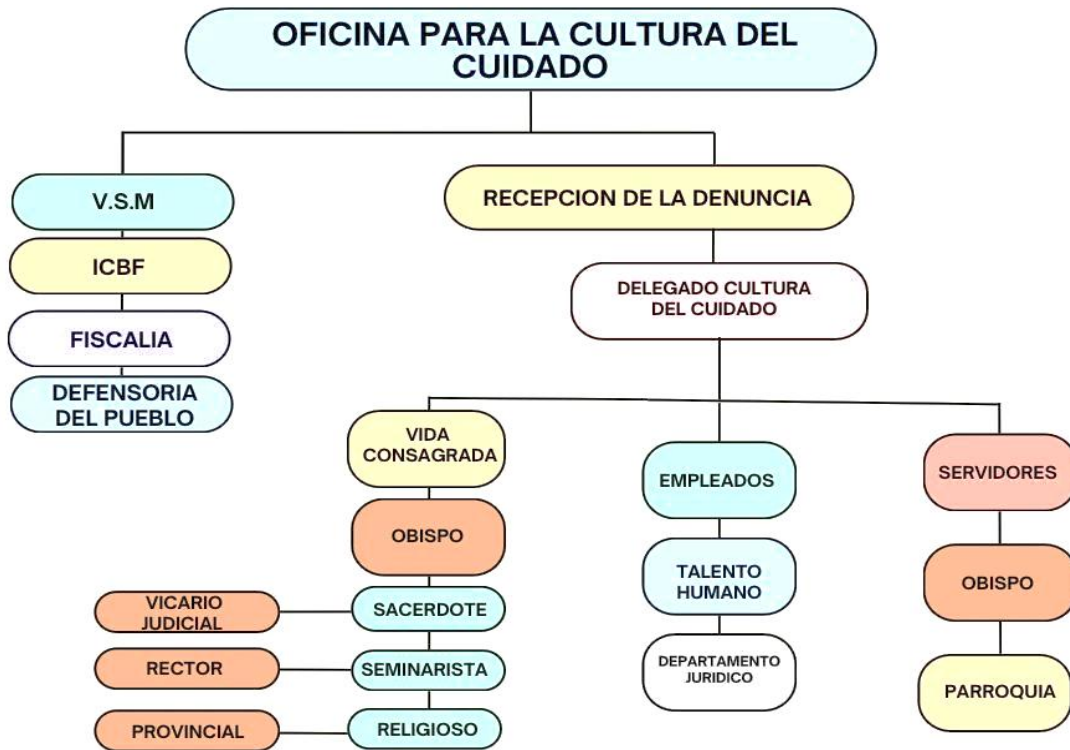 OFICINA PARA LA CULTURA DEL
CUIDADO
V.S.M
ICBF
FISCALIA
DEFENSORIA
DEL PUEBLO
RECEPCION DE LA DENUNCIA
DELEGADO CULTURA
DEL CUIDADO
VIDA
CONSAGRADA
OBISPO
SACERDOTE
VICARIO
JUDICIAL
SEMINARISTA
RECTOR
RELIGIOSO
PROVINCIAL
EMPLEADOS
TALENTO
HUMANO
DEPARTAMENTO
JURIDICO
SERVIDORES
OBISPO
PARROQUIA